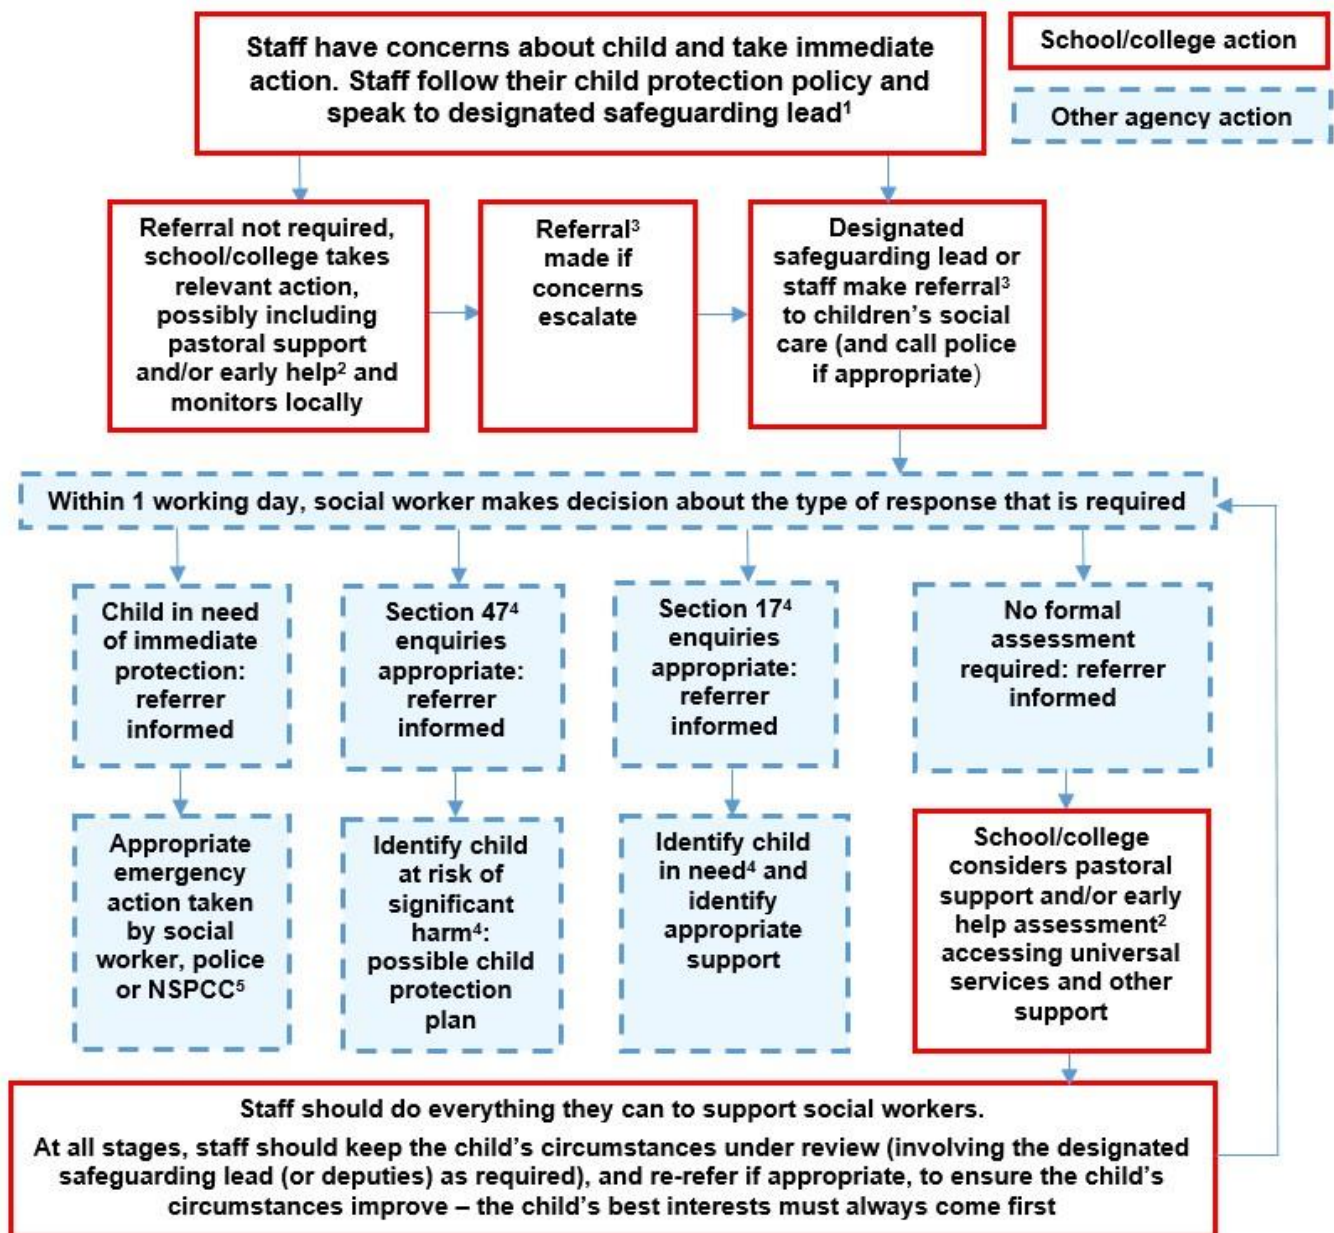 Staff have concerns about child and take immediate
action. Staff follow their child protection policy and
speak to designated safeguarding lead¹
School/college action
Other agency action
Referral not required,
school/college takes
relevant action,
possibly including
pastoral support
and/or early help² and
monitors locally
Referral³
made if
concerns
escalate
Designated
safeguarding lead or
staff make referral³
to children’s social
care (and call police
if appropriate)
Within 1 working day, social worker makes decision about the type of response that is required
Child in need
of immediate
protection:
referrer
informed
Section 47⁴
enquiries
appropriate:
referrer
informed
Section 17⁴
enquiries
appropriate:
referrer
informed
No formal
assessment
required: referrer
informed
Appropriate
emergency
action taken
by social
worker, police
or NSPCC⁵
Identify child
at risk of
significant
harm⁴:
possible child
protection
plan
Identify child
in need⁴ and
identify
appropriate
support
School/college
considers pastoral
support and/or early
help assessment²
accessing universal
services and other
support
Staff should do everything they can to support social workers.
At all stages, staff should keep the child’s circumstances under review (involving the designated
safeguarding lead (or deputies) as required), and re-refer if appropriate, to ensure the child’s
circumstances improve – the child’s best interests must always come first